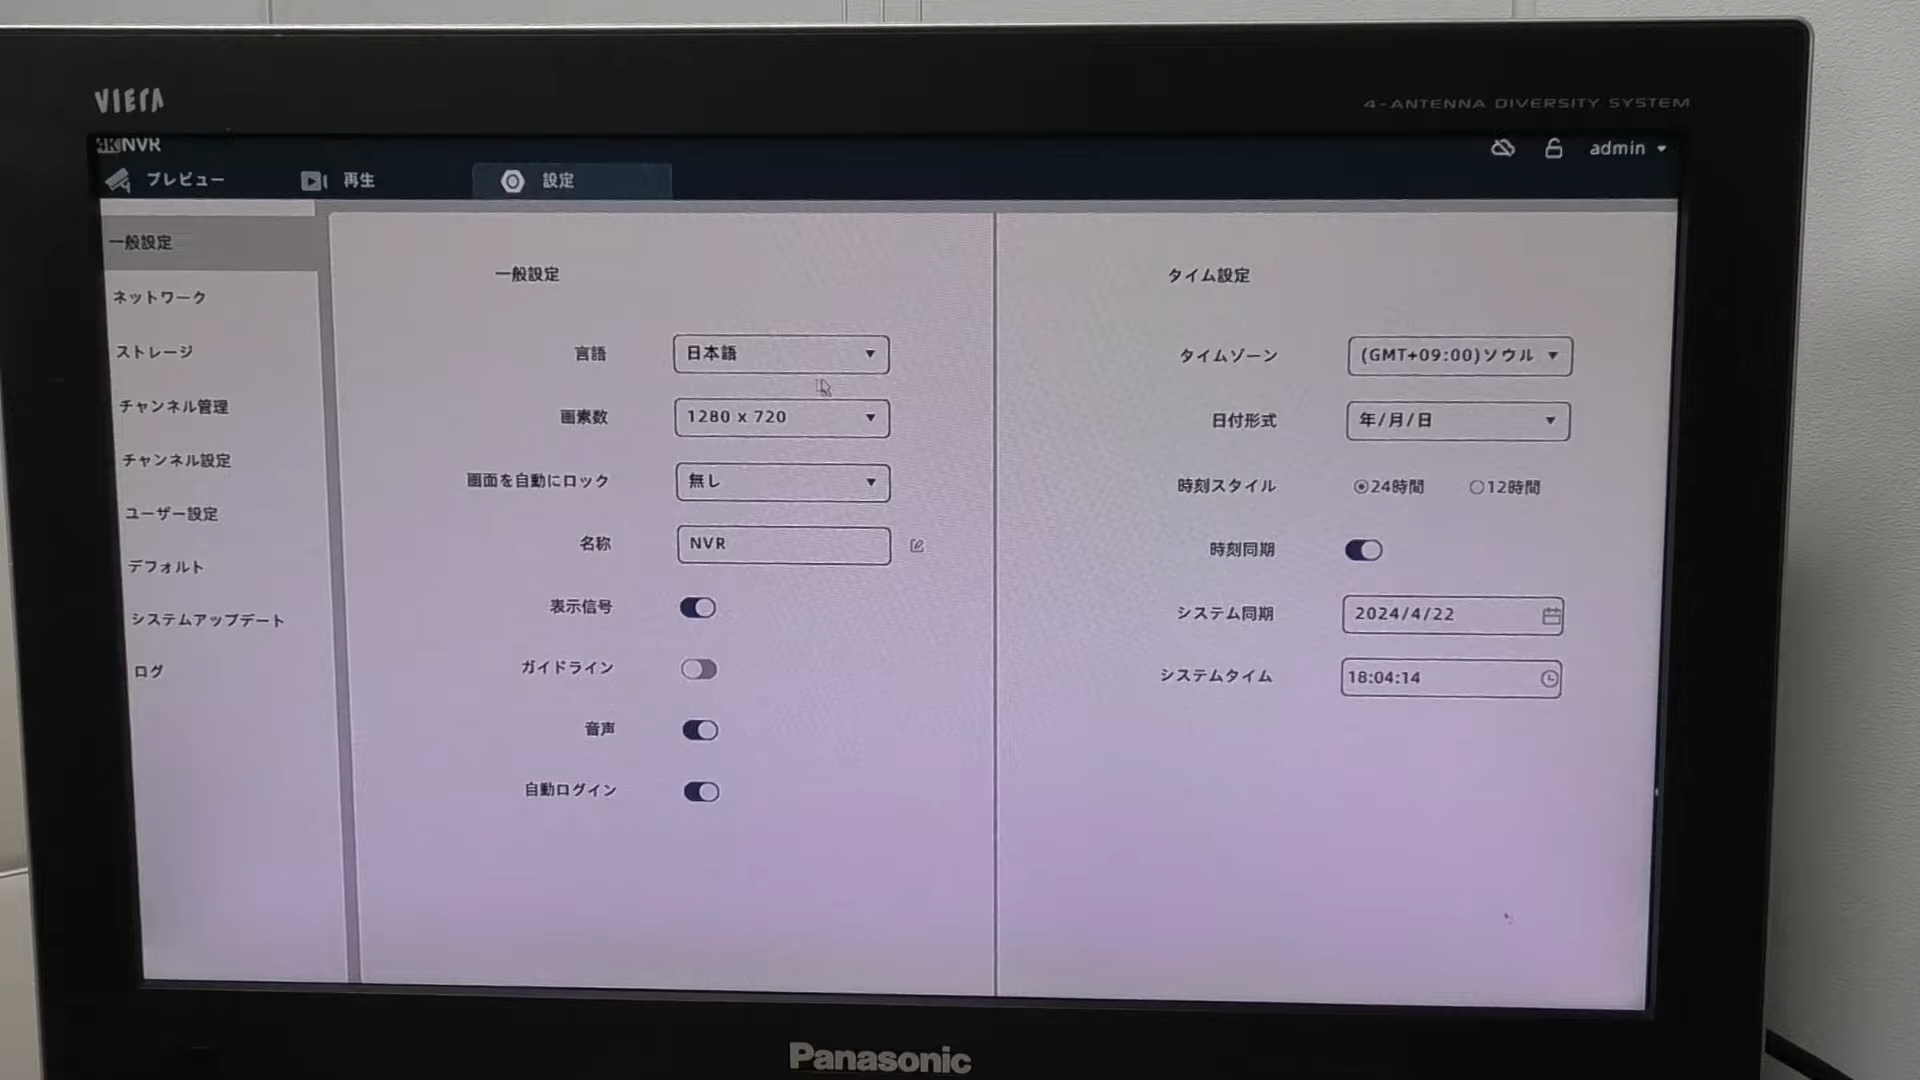 VIERA
4-ANTENNA DIVERSITY SYSTEM
4KNVR
admin
プレビュー
再生
設定
一般設定
ネットワーク
ストレージ
チャンネル管理
チャンネル設定
ユーザー設定
デフォルト
システムアップデート
ログ
一般設定
言語 日本語
画素数 1280 x 720
画面を自動にロック 無し
名称 NVR
表示信号
ガイドライン
音声
自動ログイン
タイム設定
タイムゾーン (GMT+09:00)ソウル
日付形式 年/月/日
時刻スタイル 24時間 12時間
時刻同期
システム同期 2024/4/22
システムタイム 18:04:14
Panasonic